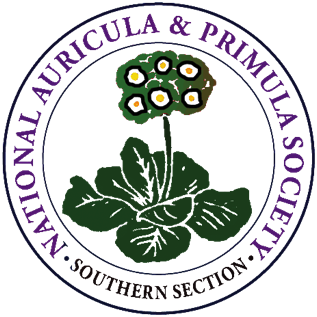 NATIONAL AURICULA & PRIMULA SOCIETY
• SOUTHERN SECTION •